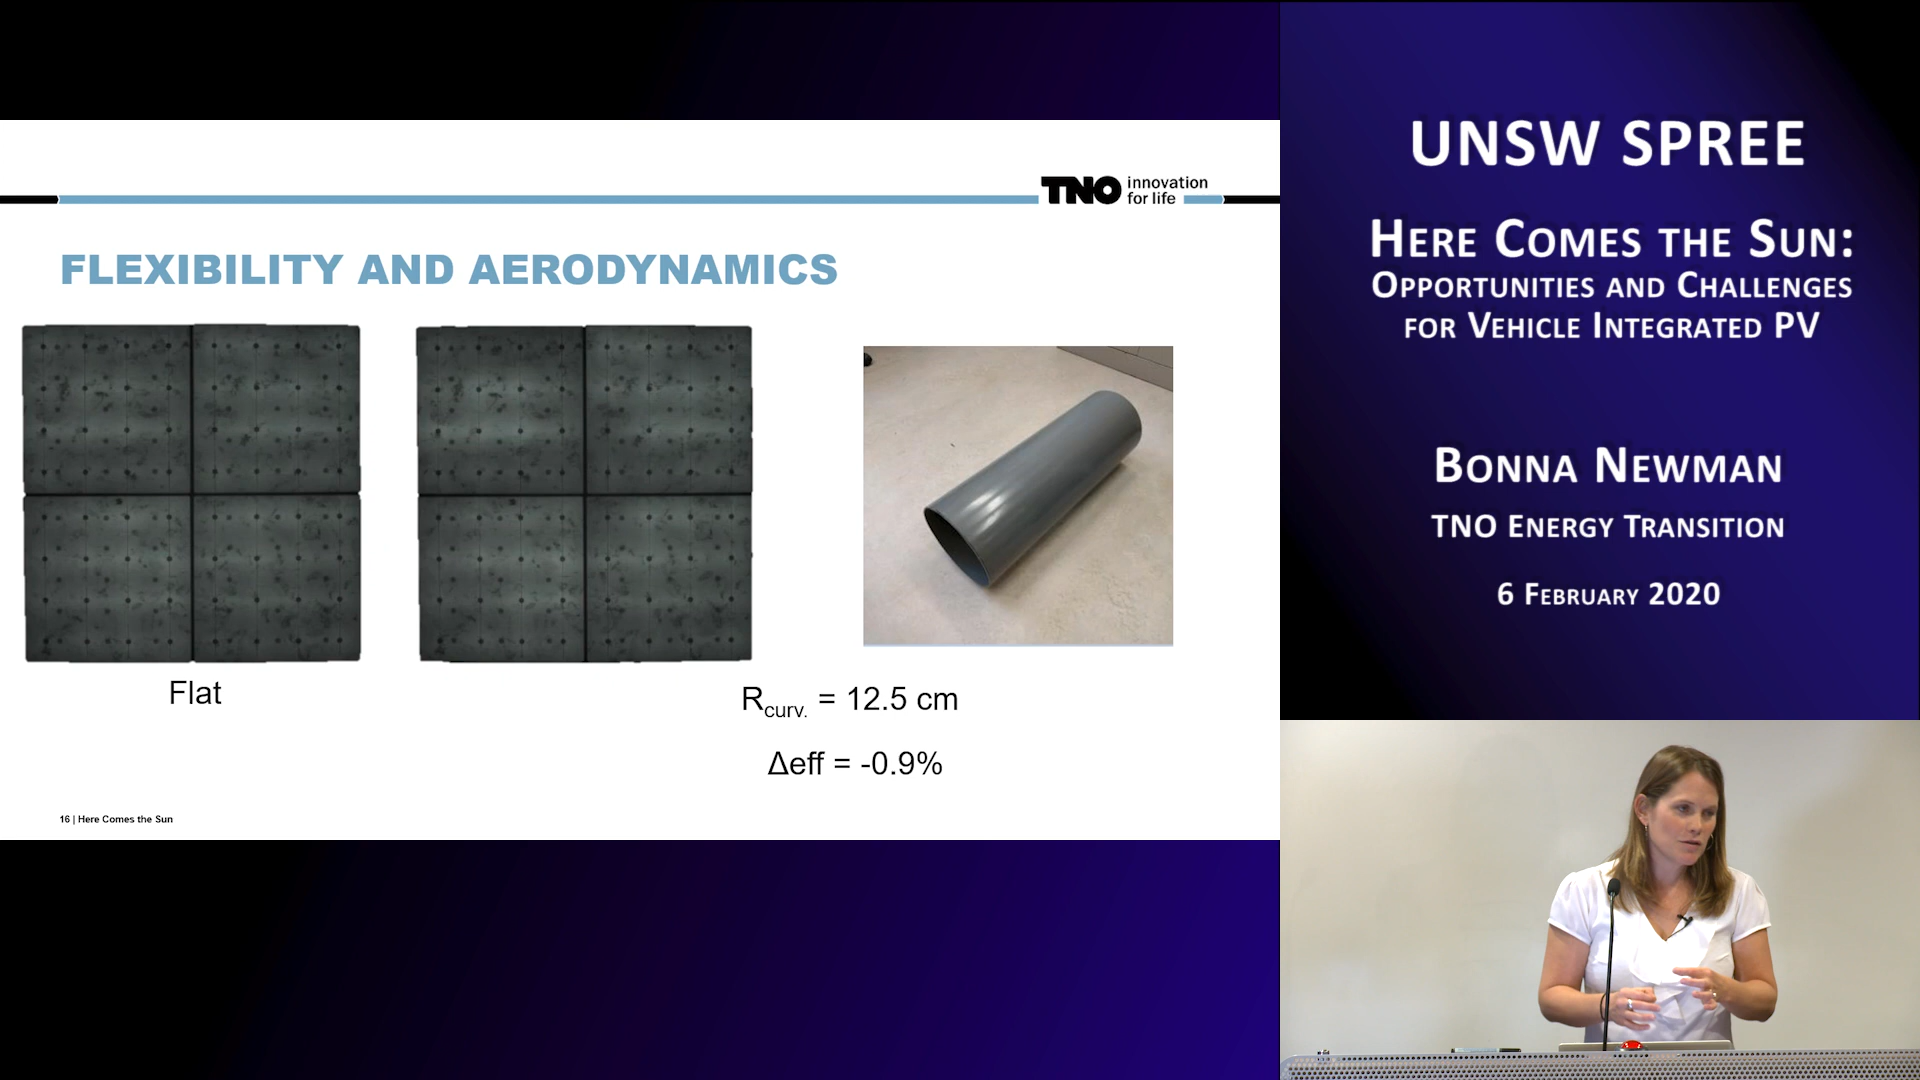 TNO innovation
for life
FLEXIBILITY AND AERODYNAMICS
Flat
Rcurv. = 12.5 cm
Δeff = -0.9%
16 | Here Comes the Sun
UNSW SPREE
HERE COMES THE SUN:
OPPORTUNITIES AND CHALLENGES
FOR VEHICLE INTEGRATED PV
BONNA NEWMAN
TNO ENERGY TRANSITION
6 FEBRUARY 2020